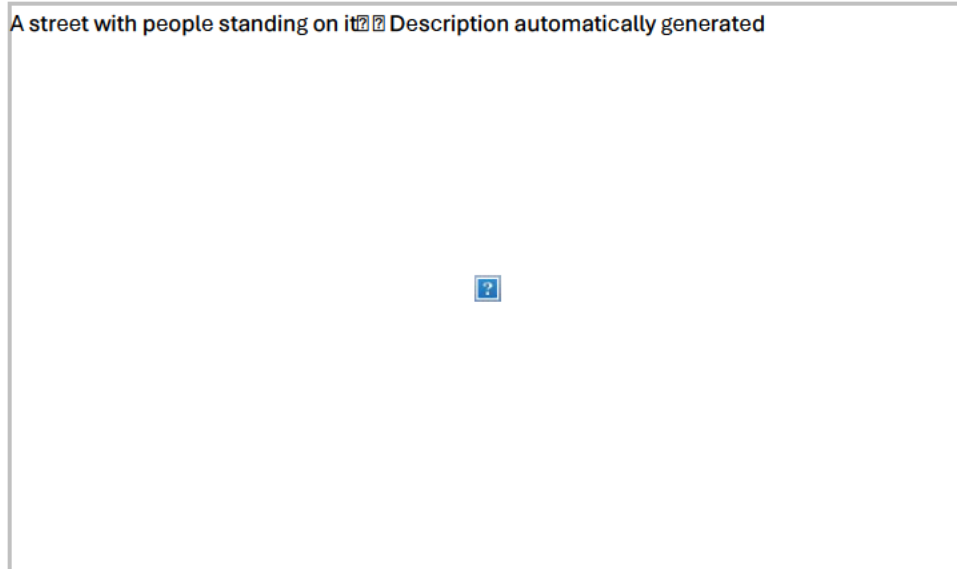 A street with people standing on it⍰⍰ Description automatically generated
?